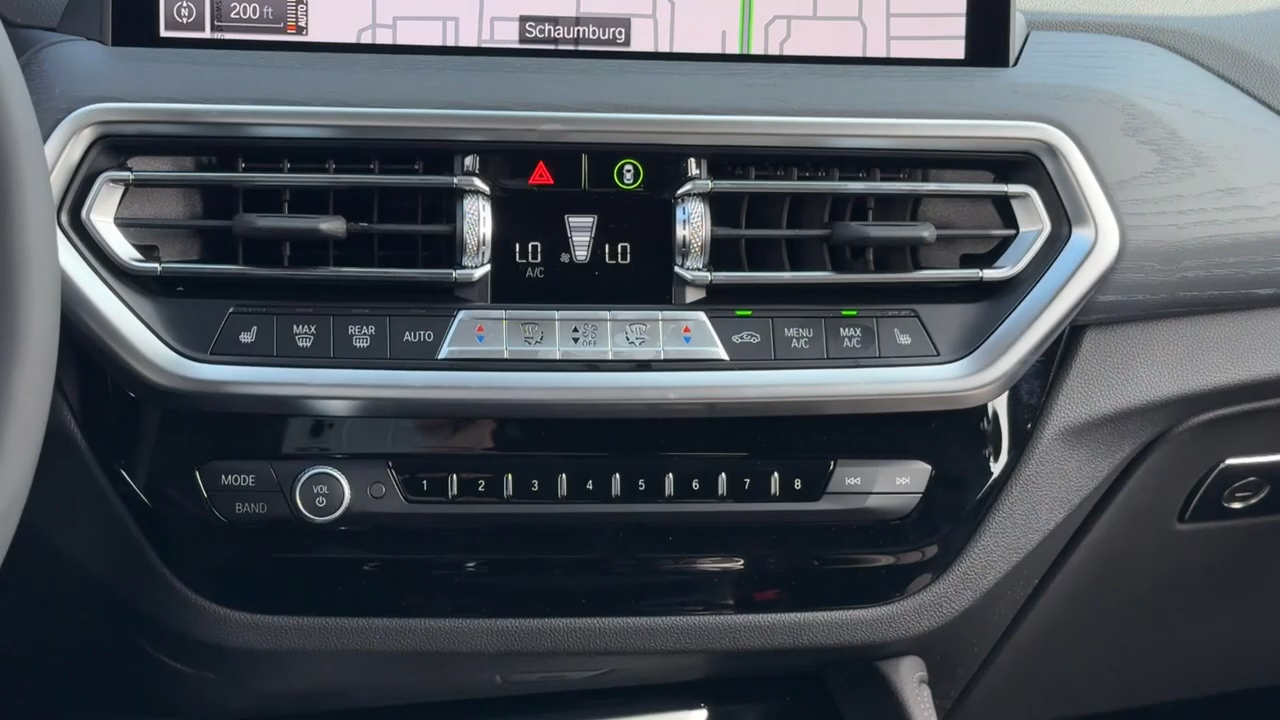 N
200 ft
AUTO
Schaumburg
LO
LO
A/C
MAX
REAR
AUTO
OFF
MENU
A/C
MAX
A/C
MODE
BAND
VOL
1 2 3 4 5 6 7 8